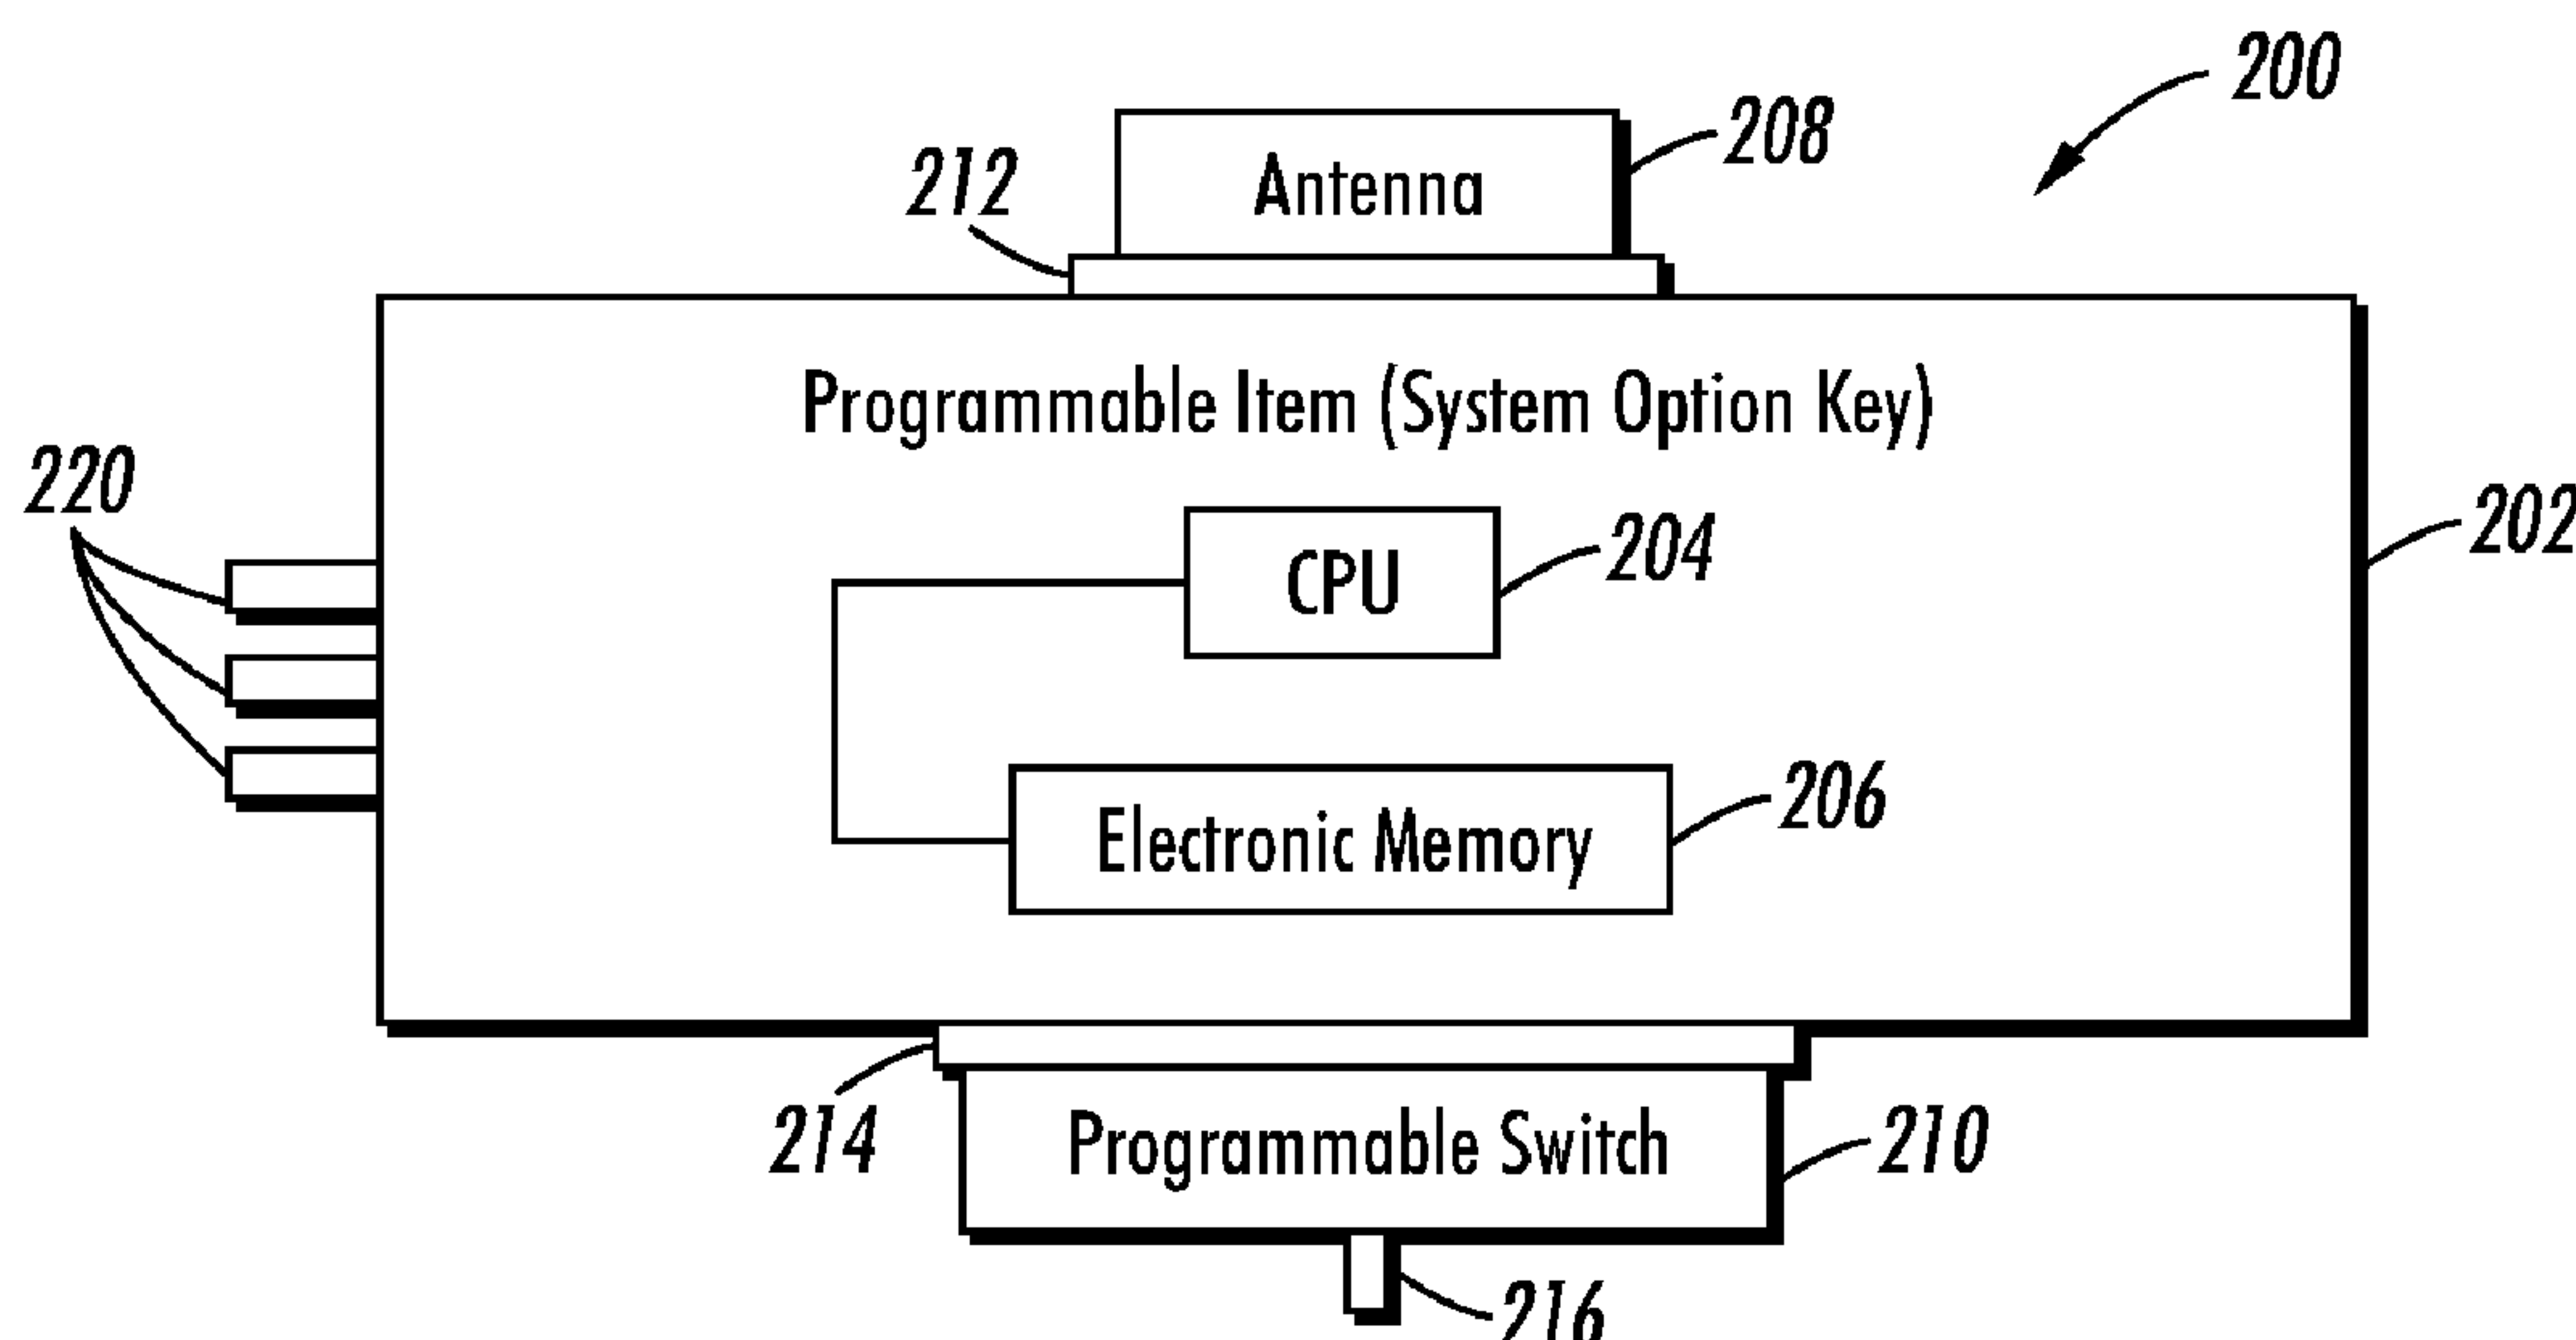 200
208
212
Antenna
Programmable Item (System Option Key)
220
202
204
CPU
206
Electronic Memory
214
Programmable Switch
210
216